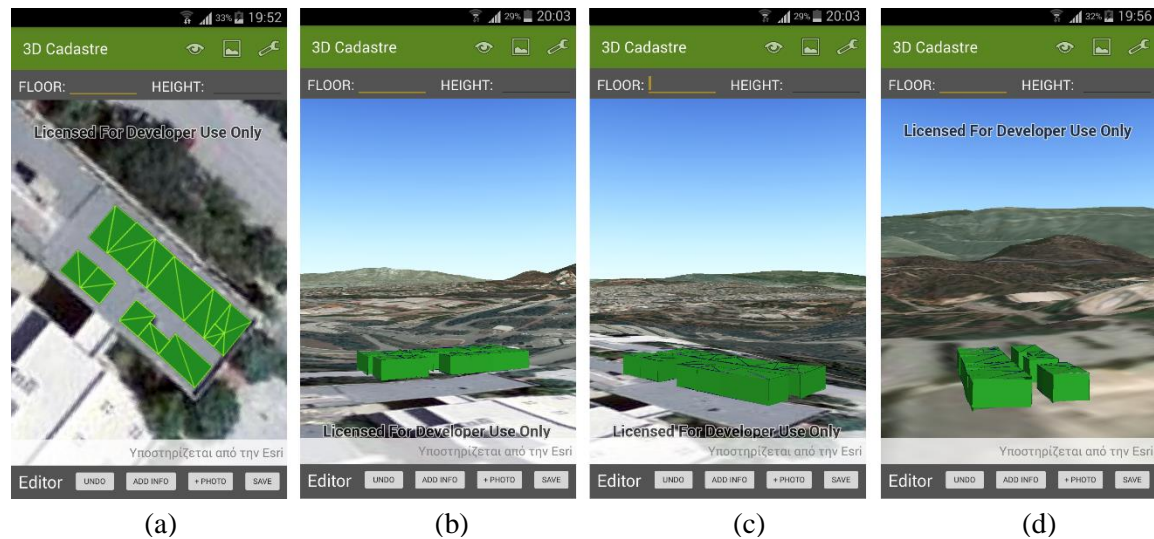 33% 19:52
3D Cadastre
FLOOR: HEIGHT:
Licensed For Developer Use Only
Υποστηρίζεται από την Esri
Editor UNDO ADD INFO + PHOTO SAVE
(a)
29% 20:03
3D Cadastre
FLOOR: HEIGHT:
Licensed For Developer Use Only
Υποστηρίζεται από την Esri
Editor UNDO ADD INFO + PHOTO SAVE
(b)
29% 20:03
3D Cadastre
FLOOR: HEIGHT:
Licensed For Developer Use Only
Υποστηρίζεται από την Esri
Editor UNDO ADD INFO + PHOTO SAVE
(c)
32% 19:56
3D Cadastre
FLOOR: HEIGHT:
Licensed For Developer Use Only
Υποστηρίζεται από την Esri
Editor UNDO ADD INFO + PHOTO SAVE
(d)